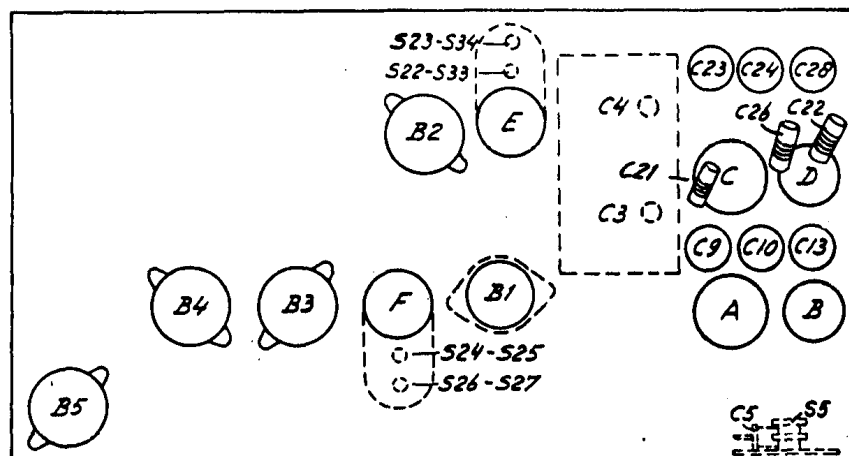 S23-S34
S22-S33
C23 C24 C28
C4
C26 C22
B2 E
C21 C D
C3
C9 C10 C13
B4 B3 F B1 A B
S24-S25
S26-S27
B5
C5 S5